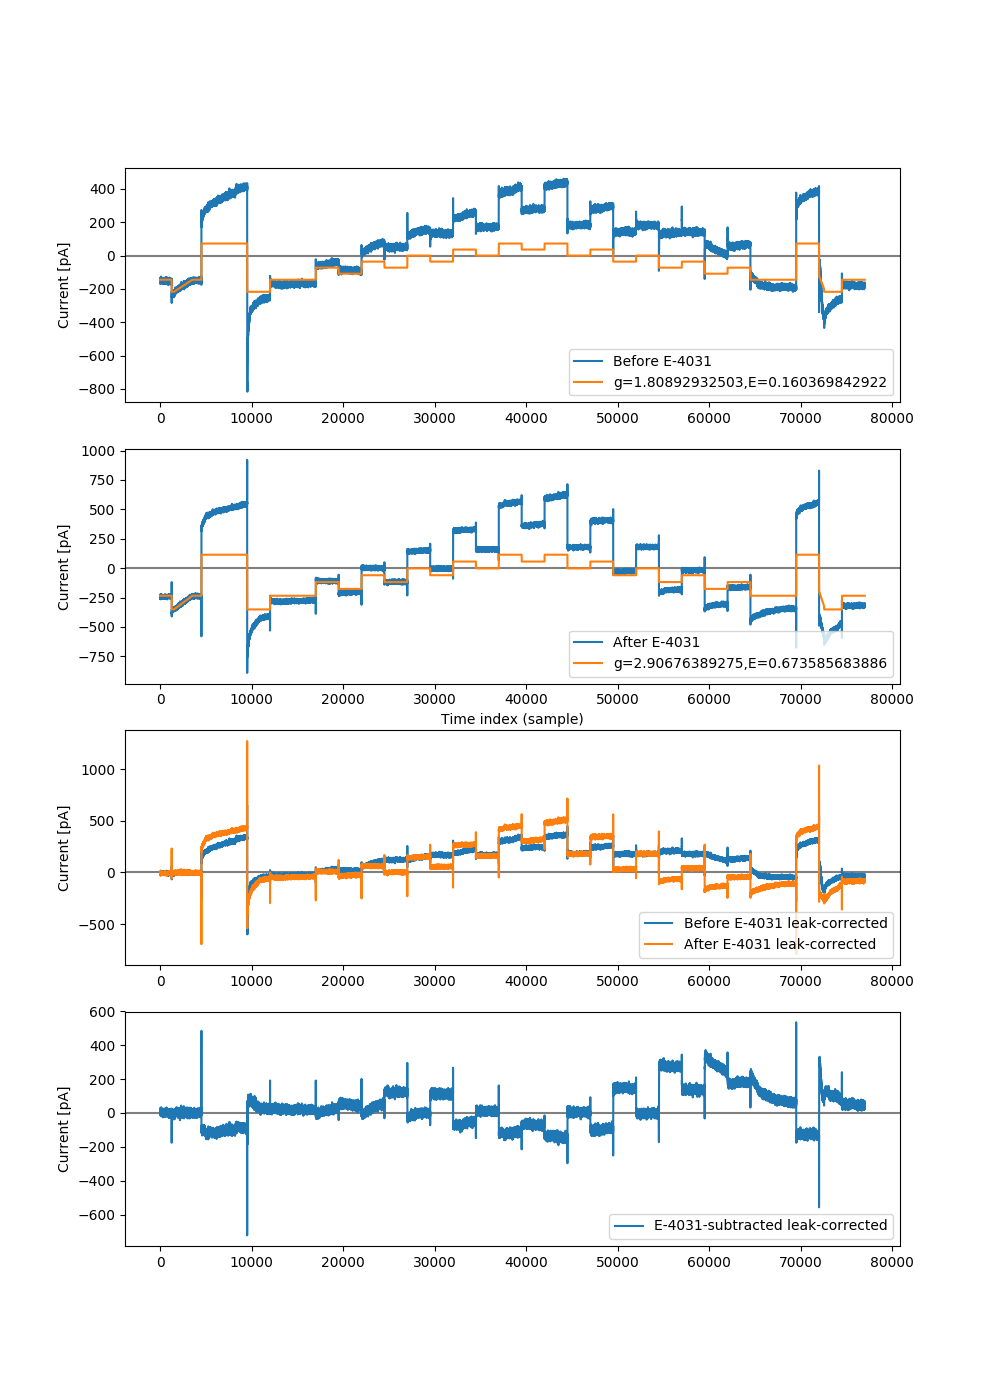 Current [pA]
400
200
0
−200
−400
−600
−800
Before E-4031
g=1.80892932503,E=0.160369842922
0 10000 20000 30000 40000 50000 60000 70000 80000
Current [pA]
1000
750
500
250
0
−250
−500
−750
After E-4031
g=2.90676389275,E=0.673585683886
0 10000 20000 30000 40000 50000 60000 70000 80000
Time index (sample)
Current [pA]
1000
500
0
−500
Before E-4031 leak-corrected
After E-4031 leak-corrected
0 10000 20000 30000 40000 50000 60000 70000 80000
Current [pA]
600
400
200
0
−200
−400
−600
E-4031-subtracted leak-corrected
0 10000 20000 30000 40000 50000 60000 70000 80000